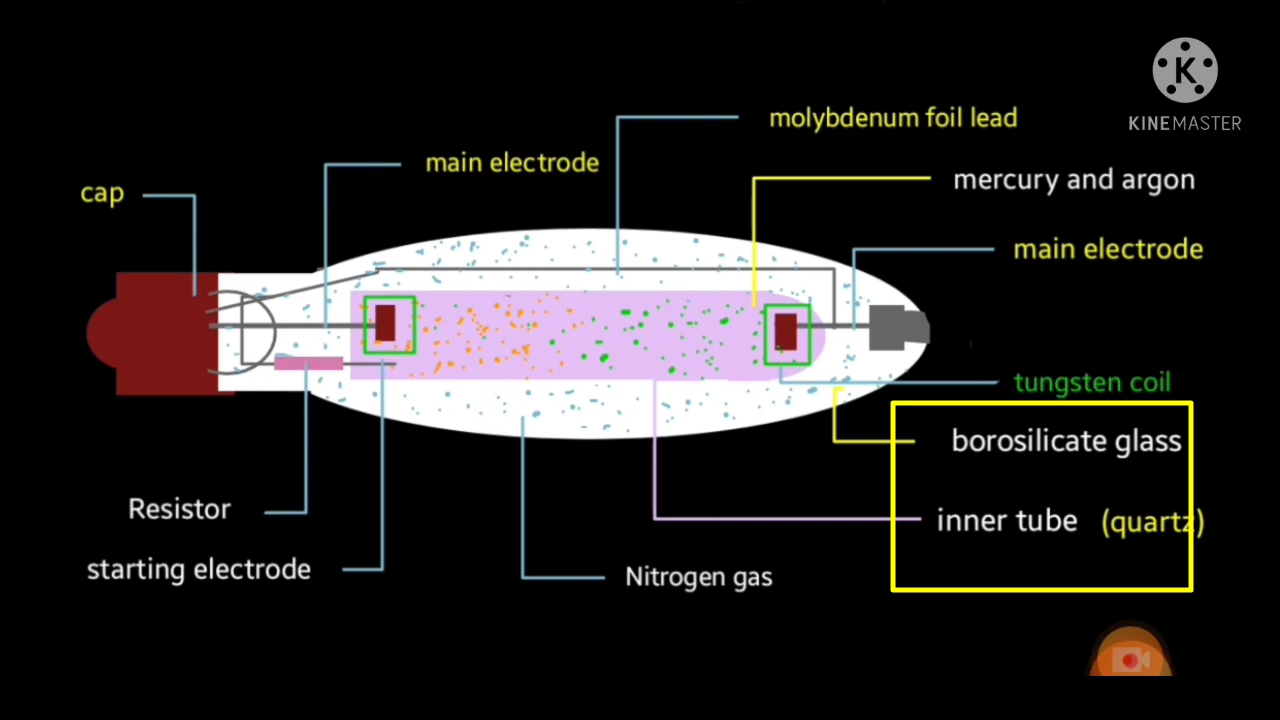 molybdenum foil lead
K
KINEMASTER
main electrode
mercury and argon
cap
main electrode
tungsten coil
borosilicate glass
Resistor
inner tube (quartz)
starting electrode
Nitrogen gas